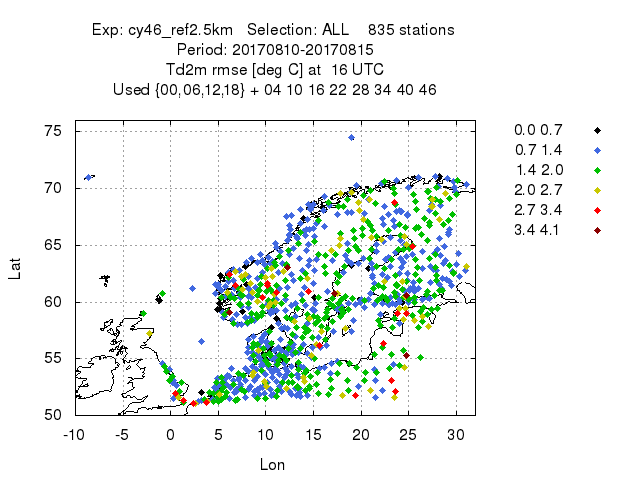 Exp: cy46_ref2.5km Selection: ALL 835 stations
Period: 20170810-20170815
Td2m rmse [deg C] at 16 UTC
Used {00,06,12,18} + 04 10 16 22 28 34 40 46
0.0 0.7
0.7 1.4
1.4 2.0
2.0 2.7
2.7 3.4
3.4 4.1
75
70
65
60
55
50
Lat
-10 -5 0 5 10 15 20 25 30
Lon